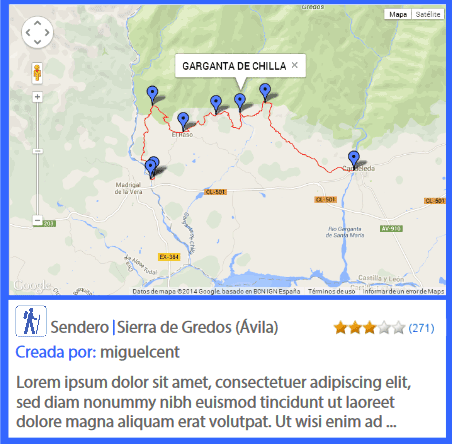 Gredos
Mapa Satélite
GARGANTA DE CHILLA ×
El Raso
Candeleda
Madrigal
de la Vera
CL-501
CL-501
CL-501
Río Garganta
de Santa María
AV-910
EX-384
Castilla y León
Google
Datos de mapa ©2014 Google, basado en BCN IGN España Términos de uso Informar de un error de Maps
Sendero|Sierra de Gredos (Ávila)
(271)
Creada por: miguelcent
Lorem ipsum dolor sit amet, consectetuer adipiscing elit,
sed diam nonummy nibh euismod tincidunt ut laoreet
dolore magna aliquam erat volutpat. Ut wisi enim ad ...